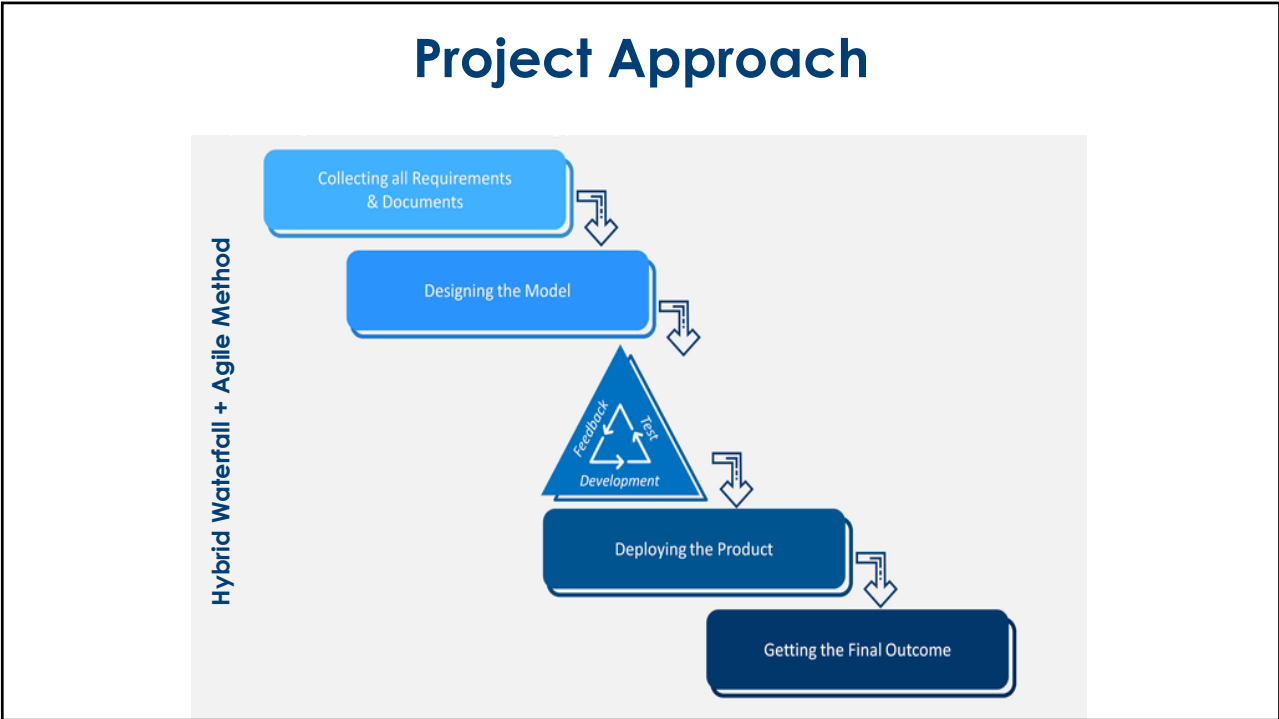 Project Approach
Collecting all Requirements
& Documents
Designing the Model
Hybrid Waterfall + Agile Method
Feedback
Test
Development
Deploying the Product
Getting the Final Outcome